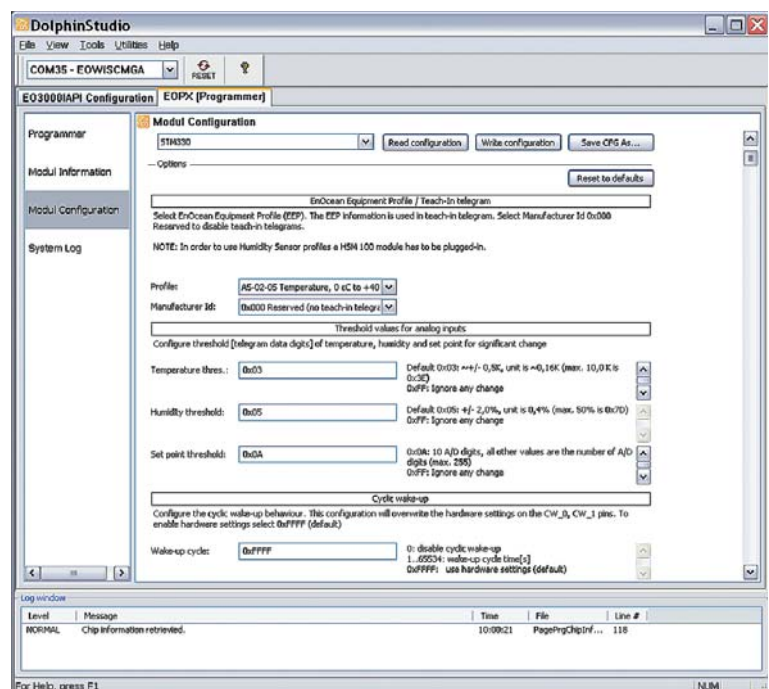 DolphinStudio
File View Tools Utilities Help
COM35 - EOWISCMGA
RESET
?
EO3000IAPI Configuration
EOPX [Programmer]
Programmer
Modul Information
Modul Configuration
System Log
Modul Configuration
STM330
Read configuration
Write configuration
Save CFG As...
Options
Reset to defaults
EnOcean Equipment Profile / Teach-In telegram
Select EnOcean Equipment Profile (EEP). The EEP information is used in teach-in telegram. Select Manufacturer Id 0x000
Reserved to disable teach-in telegrams.
NOTE: In order to use Humidity Sensor profiles a HSM 100 module has to be plugged-in.
Profile:
A5-02-05 Temperature, 0 εC to +40
Manufacturer Id:
0x000 Reserved (no teach-in telegra
Threshold values for analog inputs
Configure threshold [telegram data digits] of temperature, humidity and set point for significant change
Temperature thres.:
0x03
Default 0x03: ~+/- 0,5K, unit is ~0,16K (max. 10,0 K is
0x3E)
0xFF: Ignore any change
Humidity threshold:
0x05
Default 0x05: +/- 2,0%, unit is 0,4% (max. 50% is 0x7D)
0xFF: Ignore any change
Set point threshold:
0x0A
0x0A: 10 A/D digits, all other values are the number of A/D
digits (max. 255)
0xFF: Ignore any change
Cyclic wake-up
Configure the cyclic wake-up behaviour. This configuration will overwrite the hardware settings on the CW_0, CW_1 pins. To
enable hardware settings select 0xFFFF (default)
Wake-up cycle:
0xFFFF
0: disable cyclic wake-up
1..65534: wake-up cycle time[s]
0xFFFF: use hardware settings (default)
Log window
Level Message Time File Line #
NORMAL Chip information retrievied. 10:00:21 PagePrgChipInf... 118
For Help, press F1
NUM